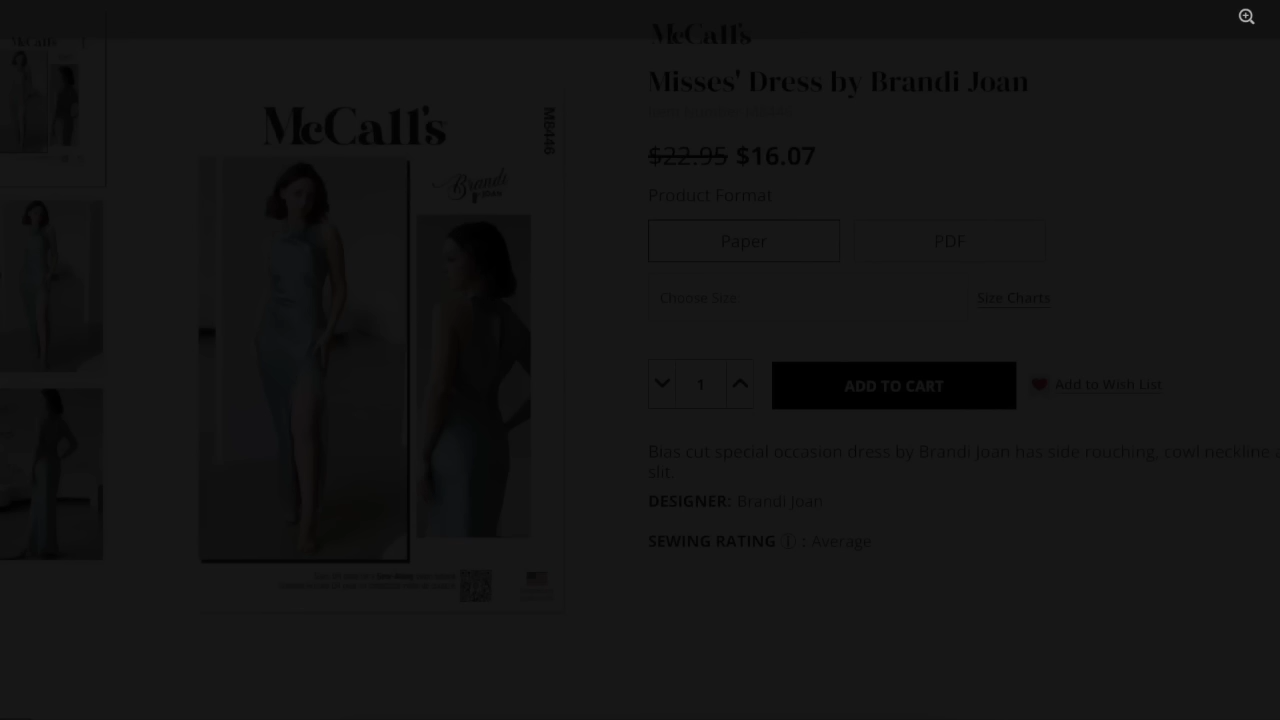 McCall's
McCall's
Misses' Dress by Brandi Joan
McCall's
M8446
$22.95 $16.07
Brandi
Product Format
Paper
PDF
Choose Size
Size Charts
1
ADD TO CART
Add to Wish List
Bias cut special occasion dress by Brandi Joan has side rouching, cowl neckline
slit.
DESIGNER: Brandi Joan
SEWING RATING ⓘ : Average